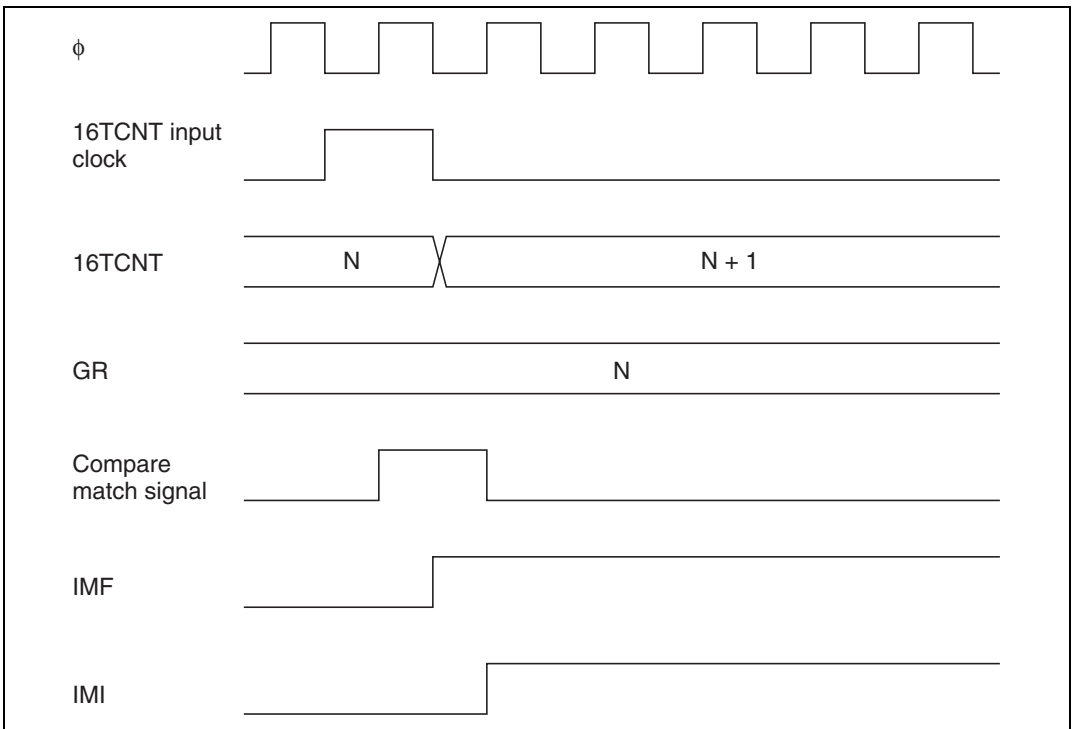 ϕ
16TCNT input
clock
16TCNT
N
N + 1
GR
N
Compare
match signal
IMF
IMI